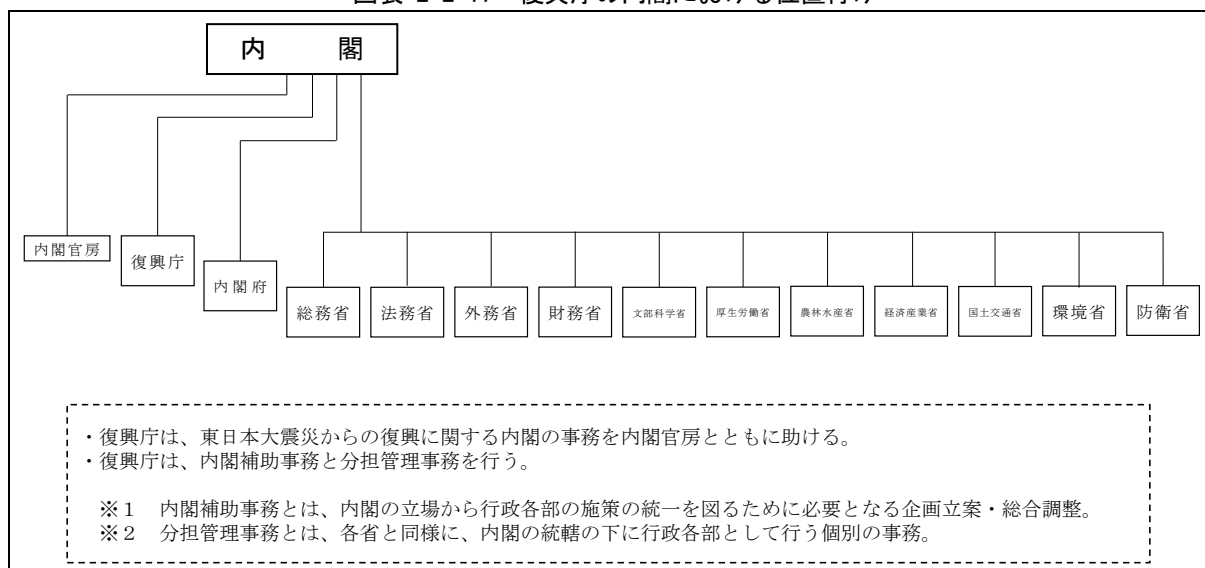 内　閣
内閣官房
復興庁
内閣府
総務省
法務省
外務省
財務省
文部科学省
厚生労働省
農林水産省
経済産業省
国土交通省
環境省
防衛省
・復興庁は、東日本大震災からの復興に関する内閣の事務を内閣官房とともに助ける。
・復興庁は、内閣補助事務と分担管理事務を行う。
※１　内閣補助事務とは、内閣の立場から行政各部の施策の統一を図るために必要となる企画立案・総合調整。
※２　分担管理事務とは、各省と同様に、内閣の統轄の下に行政各部として行う個別の事務。